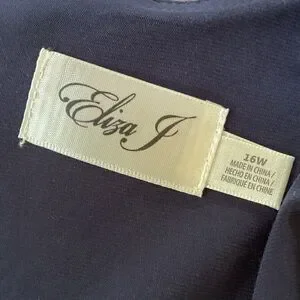 Eliza J
16W
MADE IN CHINA /
HECHO EN CHINA /
FABRIQUÉ EN CHINE